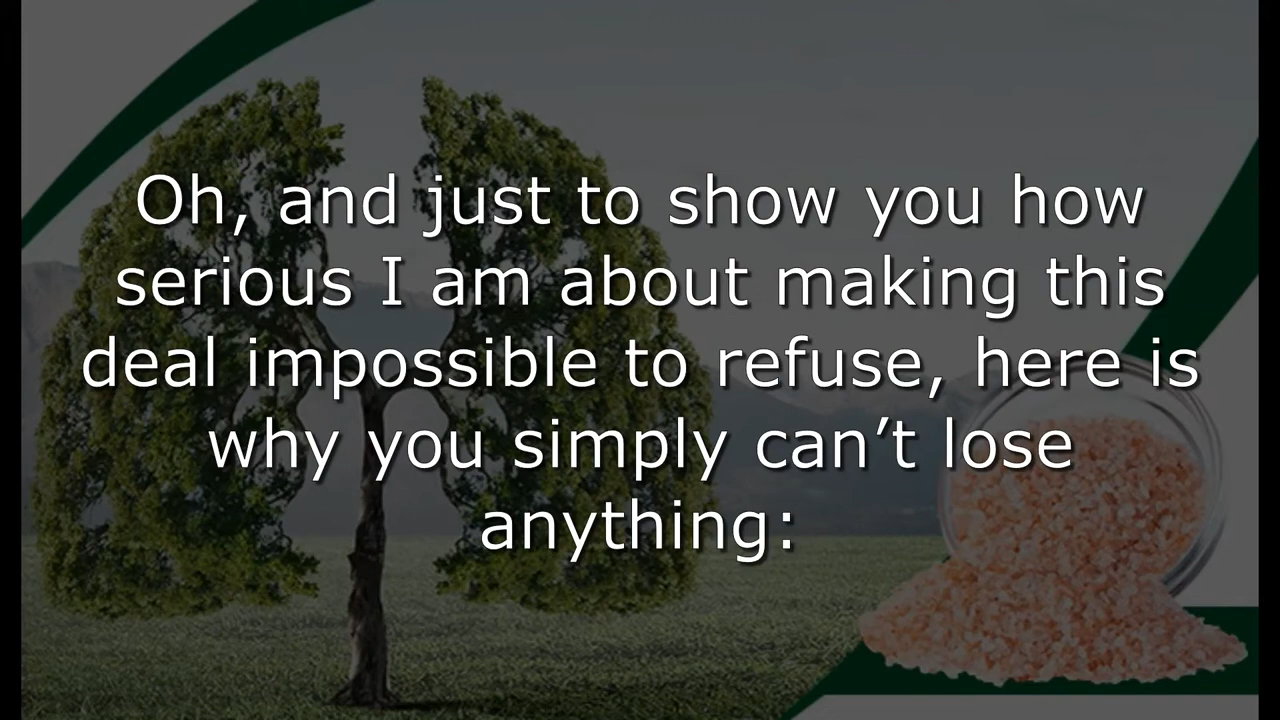 Oh, and just to show you how
serious I am about making this
deal impossible to refuse, here is
why you simply can’t lose
anything: